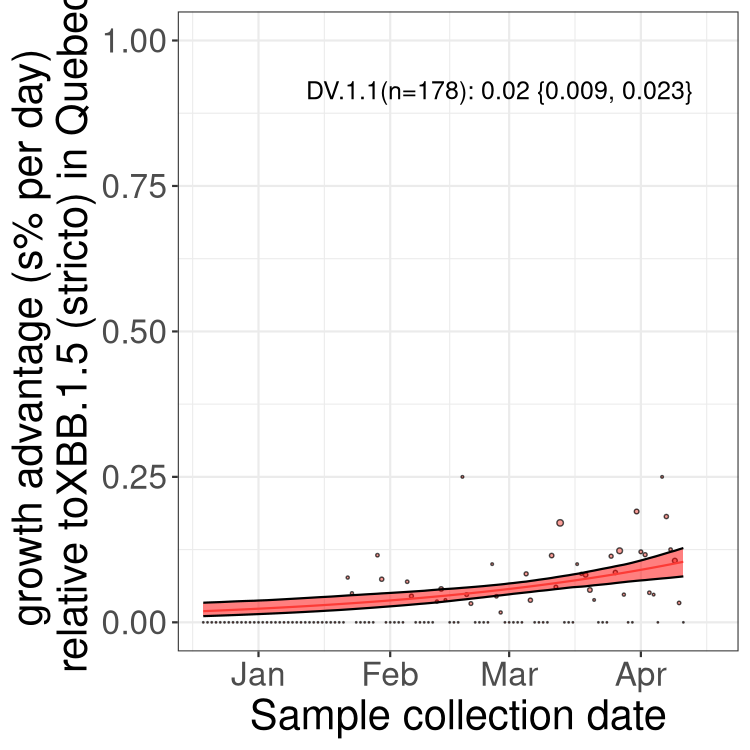 growth advantage (s% per day)
relative toXBB.1.5 (stricto) in Quebec
1.00
0.75
0.50
0.25
0.00
DV.1.1(n=178): 0.02 {0.009, 0.023}
Jan Feb Mar Apr
Sample collection date